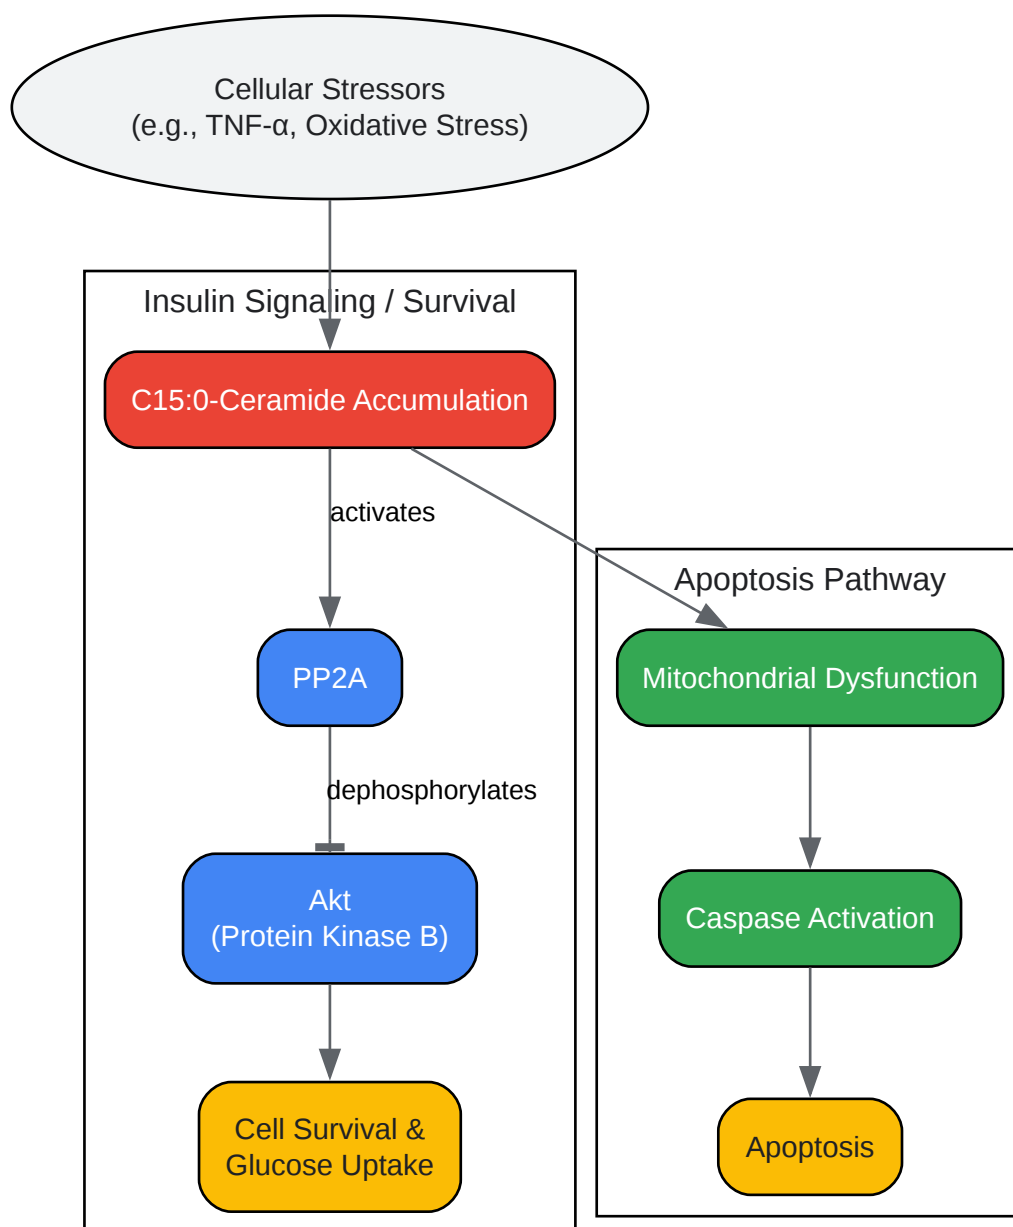 Cellular Stressors
(e.g., TNF-α, Oxidative Stress)
Insulin Signaling / Survival
C15:0-Ceramide Accumulation
activates
Apoptosis Pathway
PP2A
Mitochondrial Dysfunction
dephosphorylates
Akt
(Protein Kinase B)
Caspase Activation
Cell Survival &
Glucose Uptake
Apoptosis